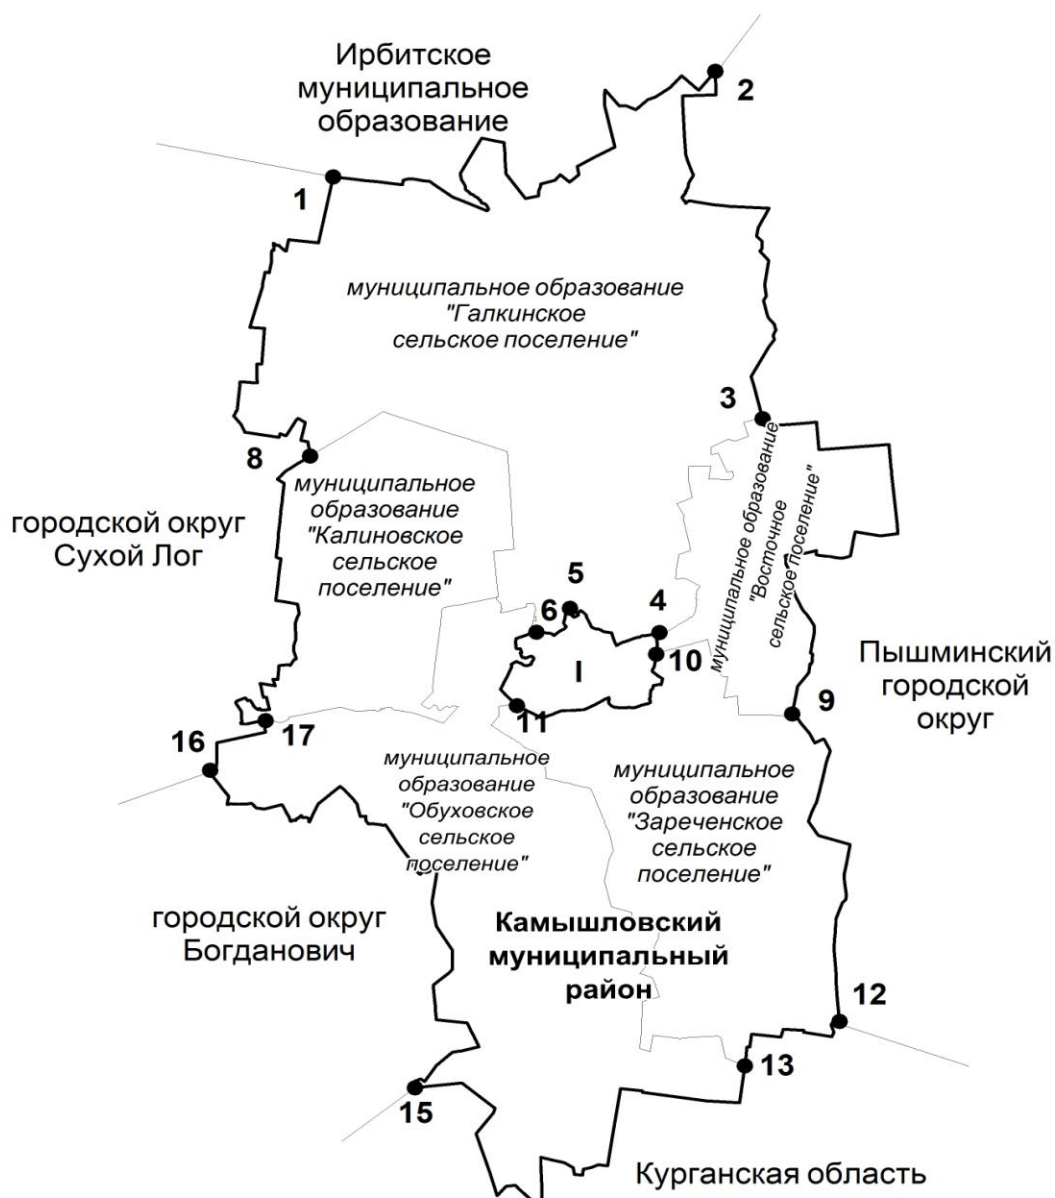 Ирбитское
муниципальное
образование
2
1
муниципальное образование
"Галкинское
сельское поселение"
3
8
муниципальное
образование
"Калиновское
сельское
поселение"
городской округ
Сухой Лог
муниципальное образование
"Восточное
сельское поселение"
5
6
4
I
10
Пышминский
городской
округ
9
11
17
16
муниципальное
образование
"Обуховское
сельское
поселение"
муниципальное
образование
"Зареченское
сельское
поселение"
городской округ
Богданович
Камышловский
муниципальный
район
12
13
15
Курганская область